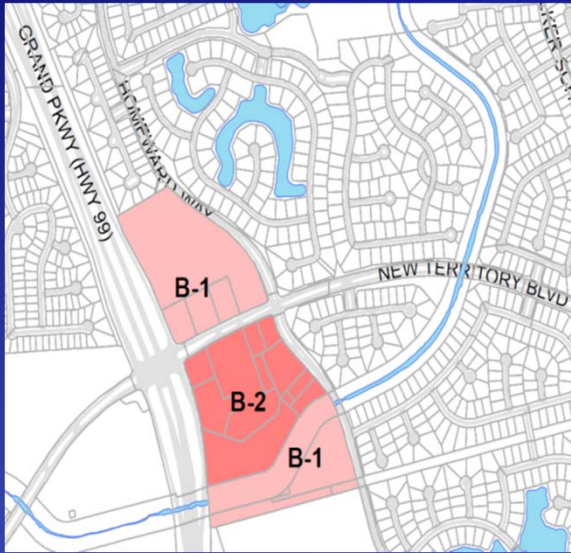 GRAND PKWY (HWY 99)
HOMEWARD WAY
B-1
NEW TERRITORY BLVD
B-2
B-1